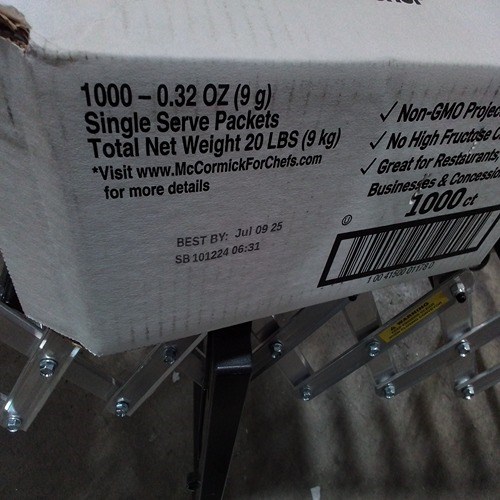 1000 – 0.32 OZ (9 g)
Single Serve Packets
Total Net Weight 20 LBS (9 kg)
*Visit www.McCormickForChefs.com
for more details
BEST BY: Jul 09 25
SB 101224 06:31
✓ Non-GMO
✓ No High Fructose
✓ Great for Restaurants,
Businesses &
1000 ct
U
WARNING